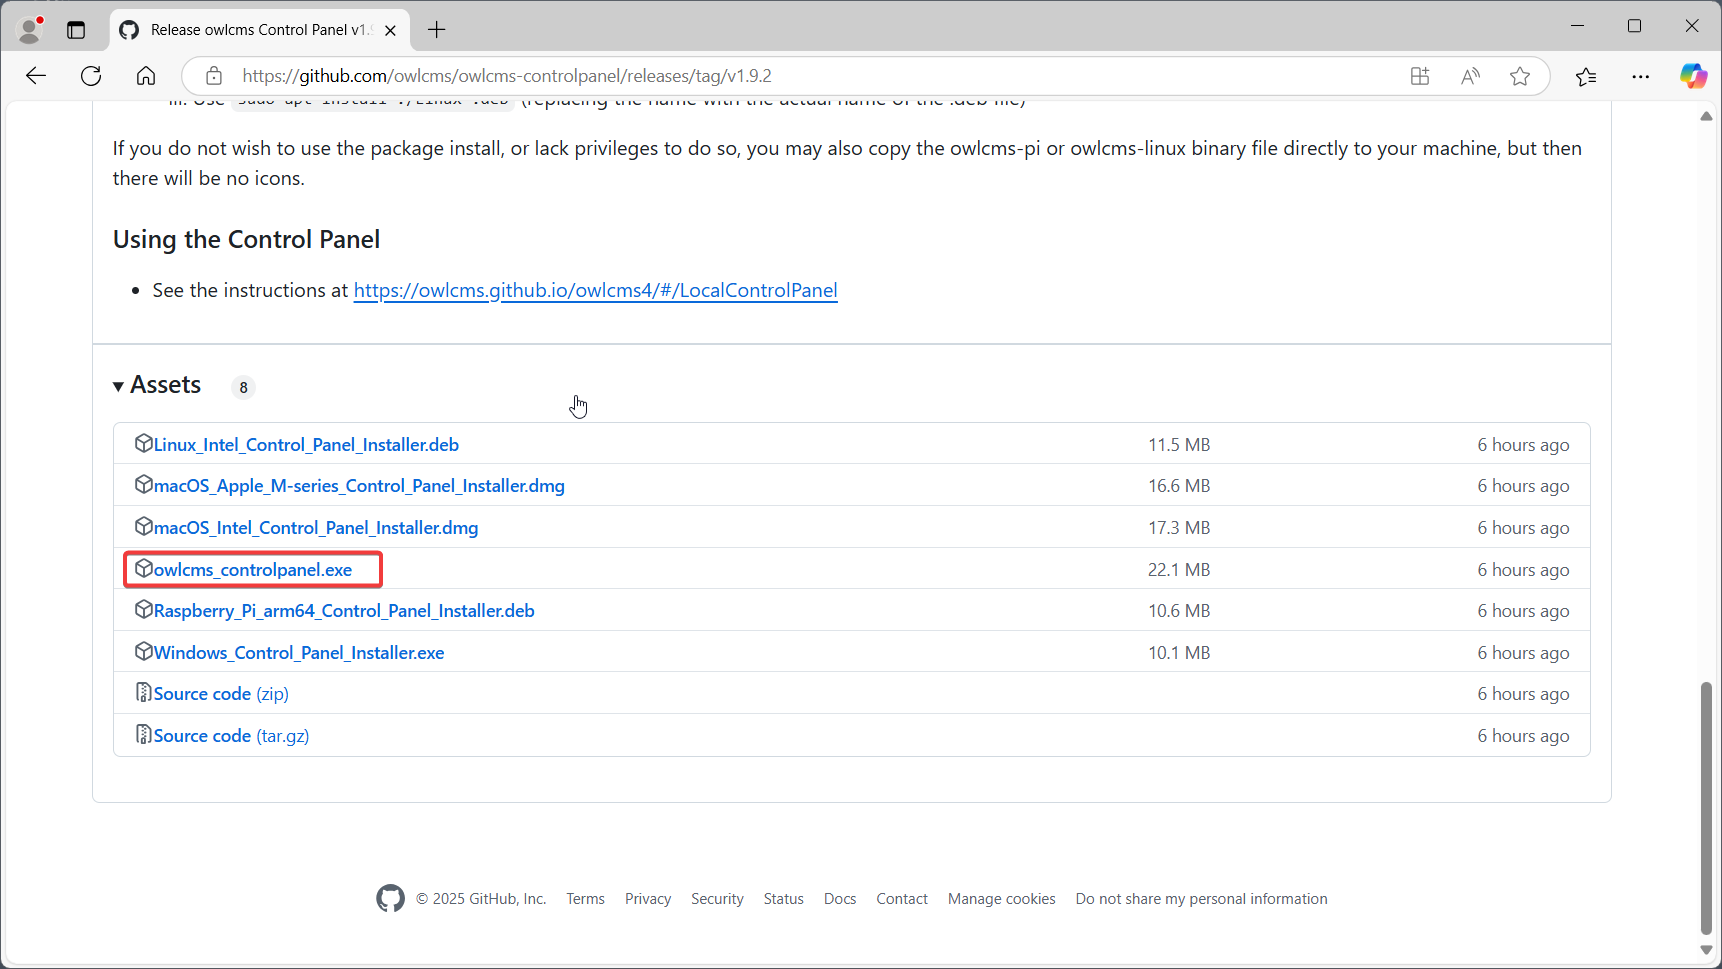 Release owlcms Control Panel v1.9
https://github.com/owlcms/owlcms-controlpanel/releases/tag/v1.9.2
iii. Use sudo apt install ./Linux*.deb (replacing the name with the actual name of the .deb file)
If you do not wish to use the package install, or lack privileges to do so, you may also copy the owlcms-pi or owlcms-linux binary file directly to your machine, but then
there will be no icons.
Using the Control Panel
• See the instructions at https://owlcms.github.io/owlcms4/#/LocalControlPanel
Assets 8
Linux_Intel_Control_Panel_Installer.deb 11.5 MB 6 hours ago
macOS_Apple_M-series_Control_Panel_Installer.dmg 16.6 MB 6 hours ago
macOS_Intel_Control_Panel_Installer.dmg 17.3 MB 6 hours ago
owlcms_controlpanel.exe 22.1 MB 6 hours ago
Raspberry_Pi_arm64_Control_Panel_Installer.deb 10.6 MB 6 hours ago
Windows_Control_Panel_Installer.exe 10.1 MB 6 hours ago
Source code (zip) 6 hours ago
Source code (tar.gz) 6 hours ago
© 2025 GitHub, Inc. Terms Privacy Security Status Docs Contact Manage cookies Do not share my personal information